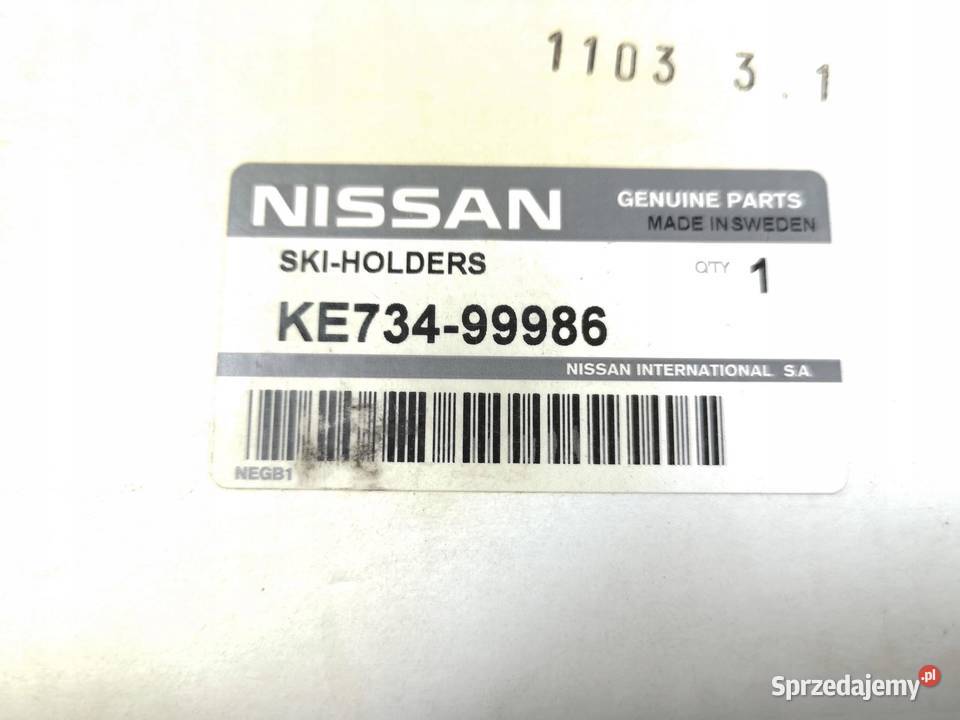 1103 3.1
NISSAN
GENUINE PARTS
MADE IN SWEDEN
SKI-HOLDERS
Q'TY 1
KE734-99986
NISSAN INTERNATIONAL S.A.
NEGB1
Sprzedajemy.pl